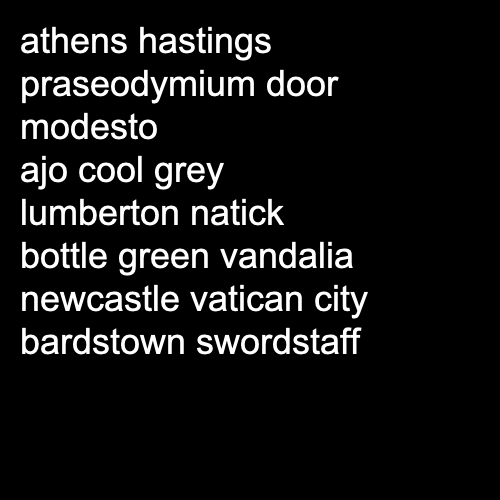 athens hastings
praseodymium door
modesto
ajo cool grey
lumberton natick
bottle green vandalia
newcastle vatican city
bardstown swordstaff